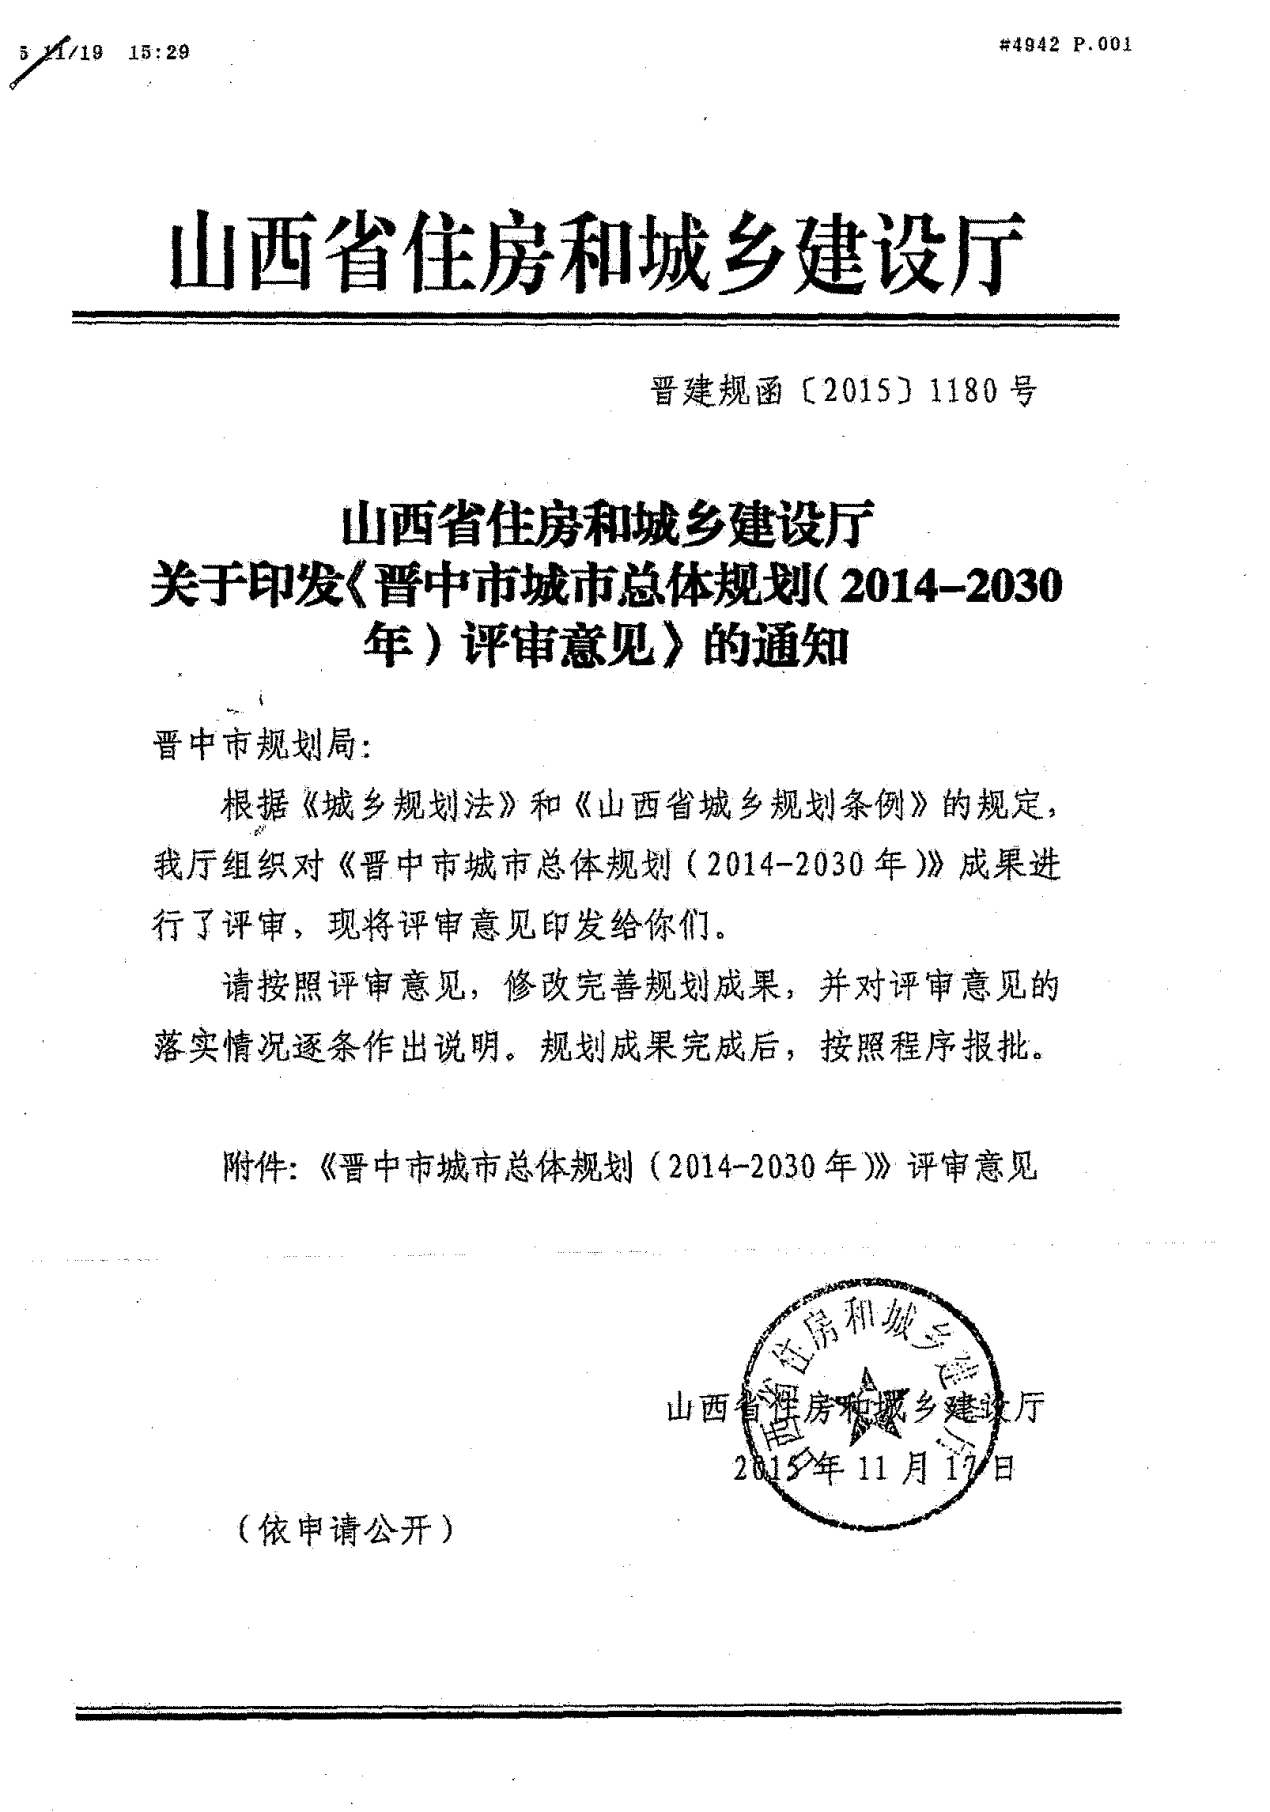 5 11/19 15:29
#4942 P.001
山西省住房和城乡建设厅
晋建规函〔2015〕1180号
山西省住房和城乡建设厅
关于印发《晋中市城市总体规划(2014-2030
年)评审意见》的通知
晋中市规划局：
根据《城乡规划法》和《山西省城乡规划条例》的规定，
我厅组织对《晋中市城市总体规划(2014-2030年)》成果进
行了评审，现将评审意见印发给你们。
请按照评审意见，修改完善规划成果，并对评审意见的
落实情况逐条作出说明。规划成果完成后，按照程序报批。
附件：《晋中市城市总体规划(2014-2030年)》评审意见
山西省住房和城乡建设厅
山西省住房和城乡建设厅
2015年11月17日
(依申请公开)